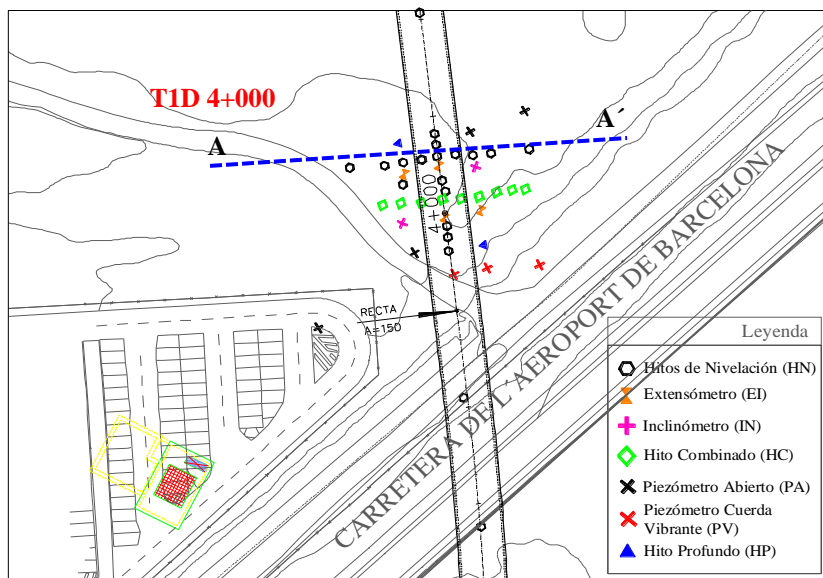 T1D 4+000
A
A´
4+000
RECTA
A=150
CARRETERA DE L´AEROPORT DE BARCELONA
Leyenda
Hitos de Nivelación (HN)
Extensómetro (EI)
Inclinómetro (IN)
Hito Combinado (HC)
Piezómetro Abierto (PA)
Piezómetro Cuerda
Vibrante (PV)
Hito Profundo (HP)